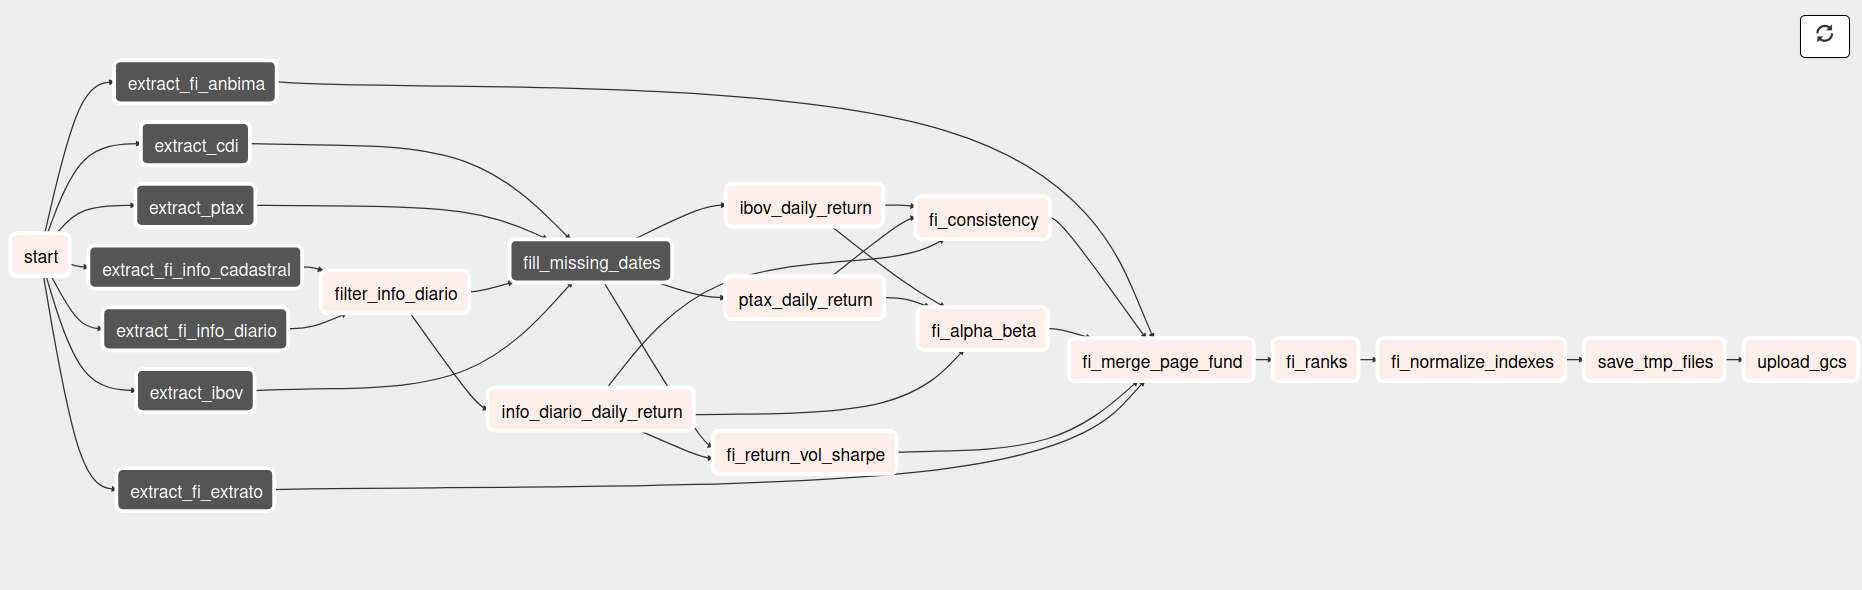 start
extract_fi_anbima
extract_cdi
extract_ptax
extract_fi_info_cadastral
extract_fi_info_diario
extract_ibov
extract_fi_extrato
filter_info_diario
fill_missing_dates
info_diario_daily_return
ibov_daily_return
ptax_daily_return
fi_return_vol_sharpe
fi_consistency
fi_alpha_beta
fi_merge_page_fund
fi_ranks
fi_normalize_indexes
save_tmp_files
upload_gcs